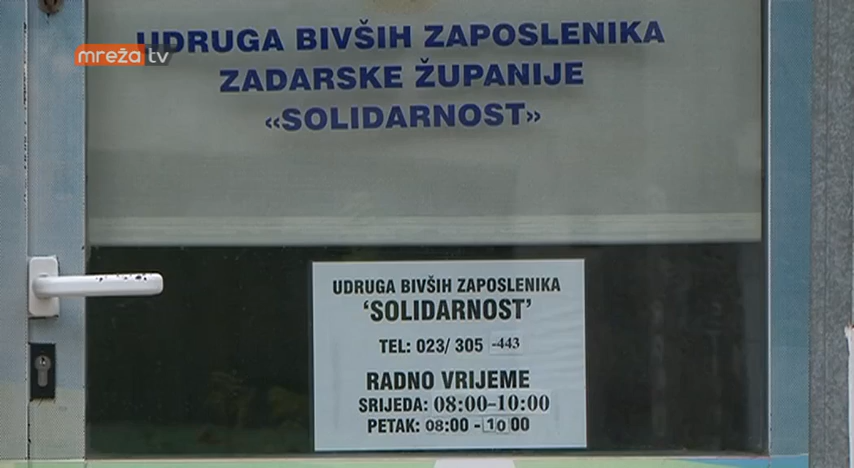 mreža tv
UDRUGA BIVŠIH ZAPOSLENIKA
ZADARSKE ŽUPANIJE
«SOLIDARNOST»
UDRUGA BIVŠIH ZAPOSLENIKA
‘SOLIDARNOST’
TEL: 023/ 305 -443
RADNO VRIJEME
SRIJEDA: 08:00-10:00
PETAK: 08:00 -10:00